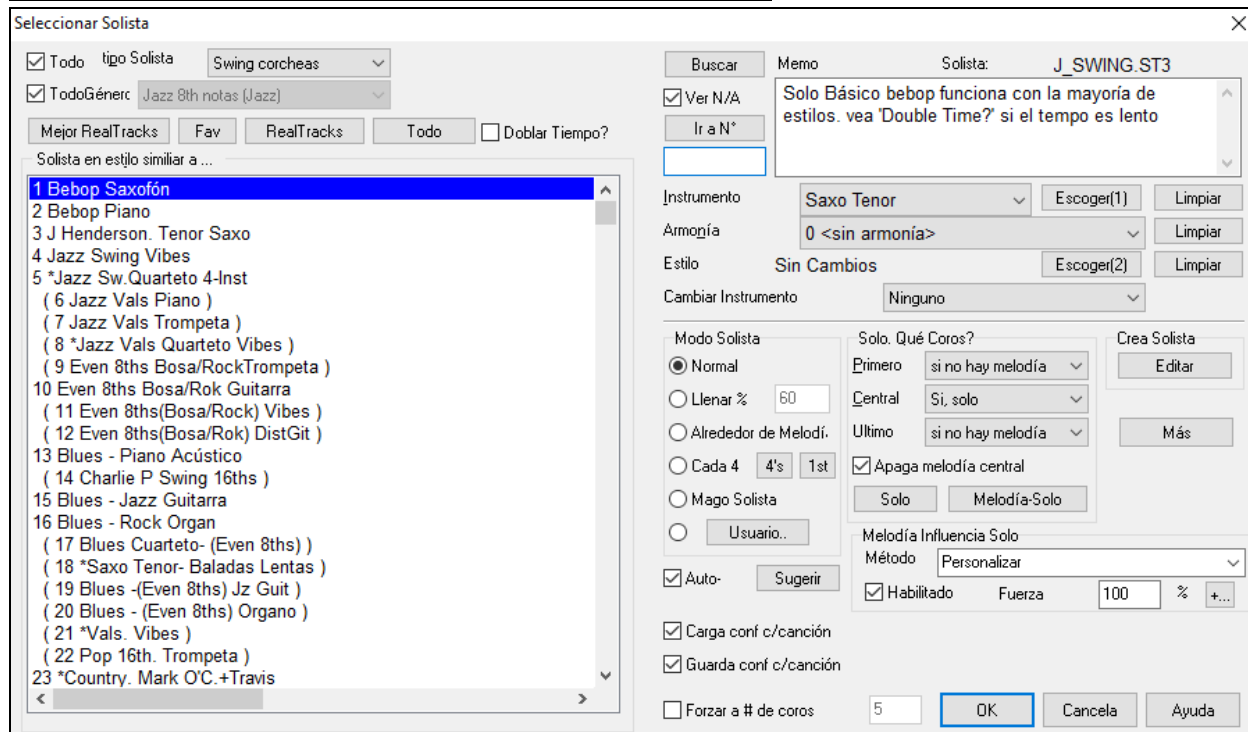 Seleccionar Solista
Todo tipo Solista Swing corcheas
TodoGénerc Jazz 8th notas (Jazz)
Mejor RealTracks Fav RealTracks Todo Doblar Tiempo?
Solista en estilo similiar a ...
1 Bebop Saxofón
2 Bebop Piano
3 J Henderson. Tenor Saxo
4 Jazz Swing Vibes
5 *Jazz Sw.Quarteto 4-Inst
( 6 Jazz Vals Piano )
( 7 Jazz Vals Trompeta )
( 8 *Jazz Vals Quarteto Vibes )
( 9 Even 8ths Bosa/RockTrompeta )
10 Even 8ths Bosa/Rok Guitarra
( 11 Even 8ths(Bosa/Rock) Vibes )
( 12 Even 8ths(Bosa/Rok) DistGit )
13 Blues - Piano Acústico
( 14 Charlie P Swing 16ths )
15 Blues - Jazz Guitarra
16 Blues - Rock Organ
( 17 Blues Cuarteto- (Even 8ths) )
( 18 *Saxo Tenor- Baladas Lentas )
( 19 Blues -(Even 8ths) Jz Guit )
( 20 Blues - (Even 8ths) Organo )
( 21 *Vals. Vibes )
( 22 Pop 16th. Trompeta )
23 *Country. Mark O'C.+Travis
Buscar Memo Solista: J_SWING.ST3
Ver N/A
Ir a N°
Solo Básico bebop funciona con la mayoría de
estilos. vea 'Double Time?' si el tempo es lento
Instrumento Saxo Tenor Escoger(1) Limpiar
Armonía 0 <sin armonía> Limpiar
Estilo Sin Cambios Escoger(2) Limpiar
Cambiar Instrumento Ninguno
Modo Solista
Normal
Llenar % 60
Alrededor de Melodí.
Cada 4 4's 1st
Mago Solista
Usuario..
Auto- Sugerir
Solo. Qué Coros?
Primero si no hay melodía
Central Si, solo
Ultimo si no hay melodía
Apaga melodía central
Solo Melodía-Solo
Crea Solista
Editar
Más
Melodía Influencia Solo
Método Personalizar
Habilitado Fuerza 100 % +...
Carga conf c/canción
Guarda conf c/canción
Forzar a # de coros 5 OK Cancela Ayuda